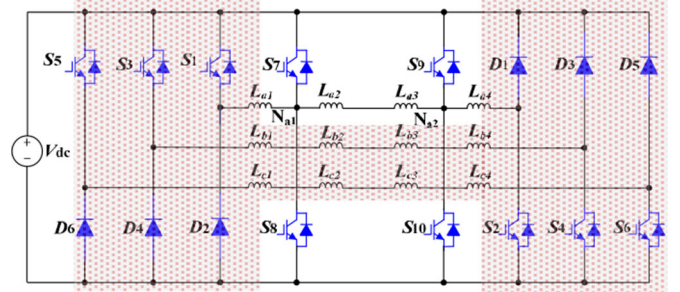 S5 S3 S1 S7 S9 D1 D3 D5
La1 La2 La3 La4
Na1 Na2
Vdc
Lb1 Lb2 Lb3 Lb4
Lc1 Lc2 Lc3 Lc4
D6 D4 D2 S8 S10 S2 S4 S6